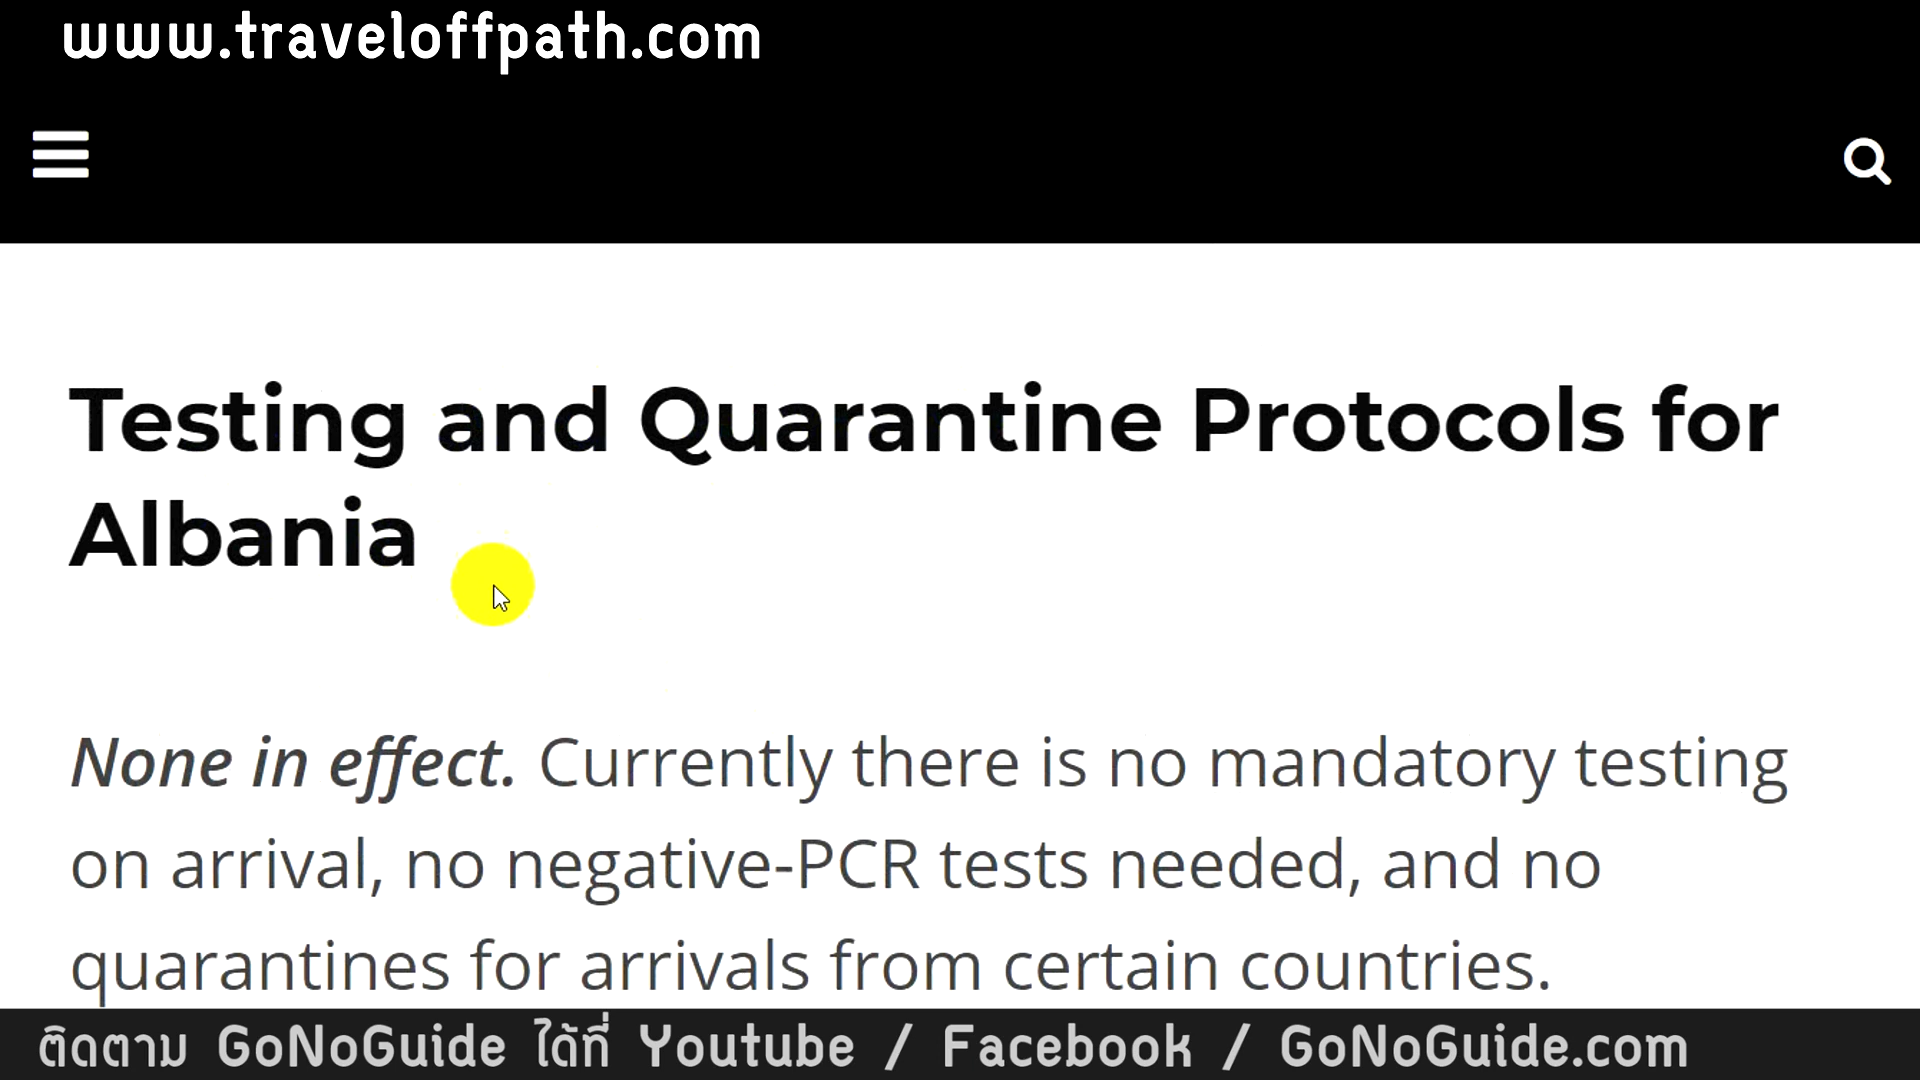 www.traveloffpath.com
Testing and Quarantine Protocols for
Albania
None in effect. Currently there is no mandatory testing
on arrival, no negative-PCR tests needed, and no
quarantines for arrivals from certain countries.
ติดตาม GoNoGuide ได้ที่ Youtube / Facebook / GoNoGuide.com